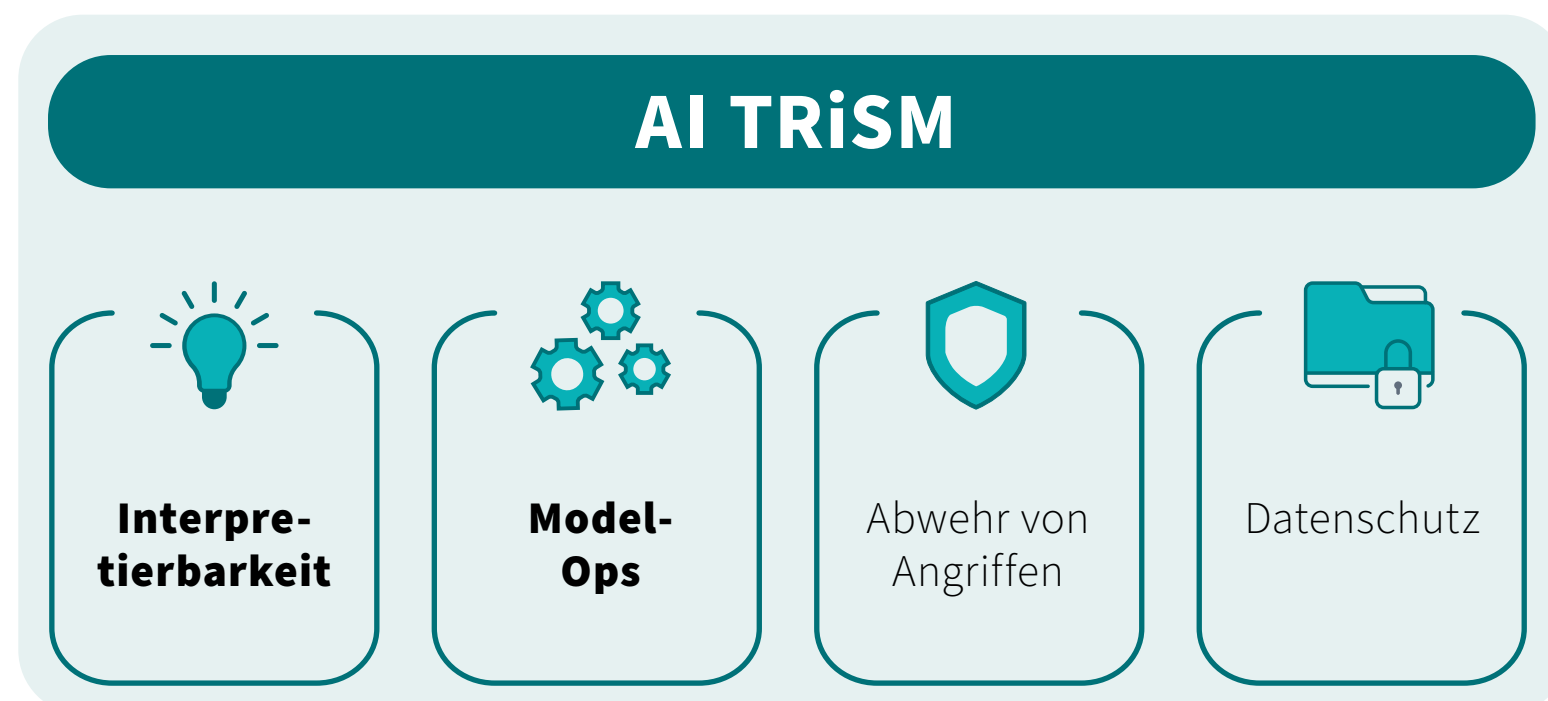 AI TRiSM
Interpre-
tierbarkeit
Model-
Ops
Abwehr von
Angriffen
Datenschutz